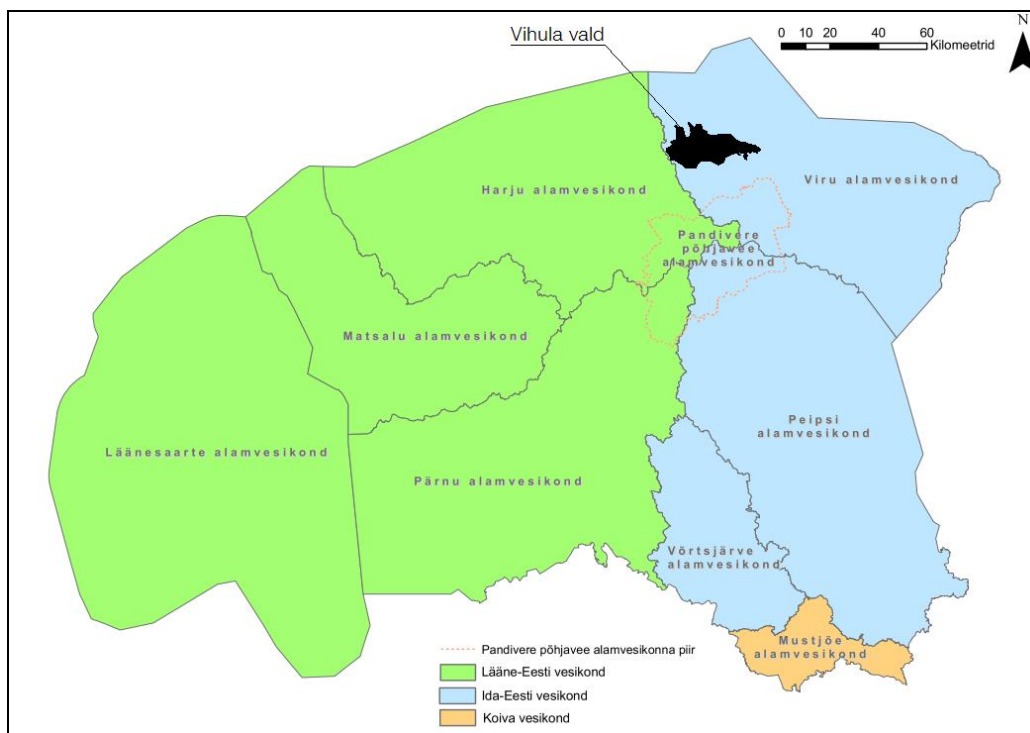 Vihula vald
0 10 20 40 60
Kilomeetrid
N
Harju alamvesikond
Viru alamvesikond
Pandivere
põhjavee
alamvesikond
Matsalu alamvesikond
Peipsi
alamvesikond
Läänesaarte alamvesikond
Pärnu alamvesikond
Võrtsjärve
alamvesikond
Mustjõe
alamvesikond
Pandivere põhjavee alamvesikonna piir
Lääne-Eesti vesikond
Ida-Eesti vesikond
Koiva vesikond